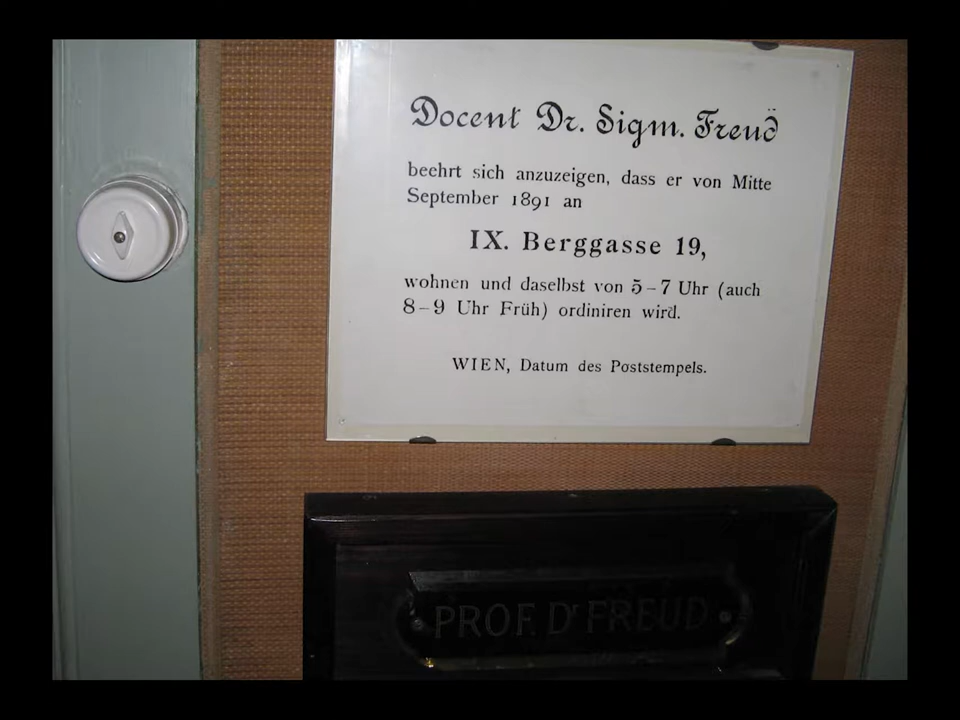 Docent Dr. Sigm. Freud
beehrt sich anzuzeigen, dass er von Mitte
September 1891 an
IX. Berggasse 19,
wohnen und daselbst von 5–7 Uhr (auch
8–9 Uhr Früh) ordiniren wird.
WIEN, Datum des Poststempels.
PROF. Dr FREUD